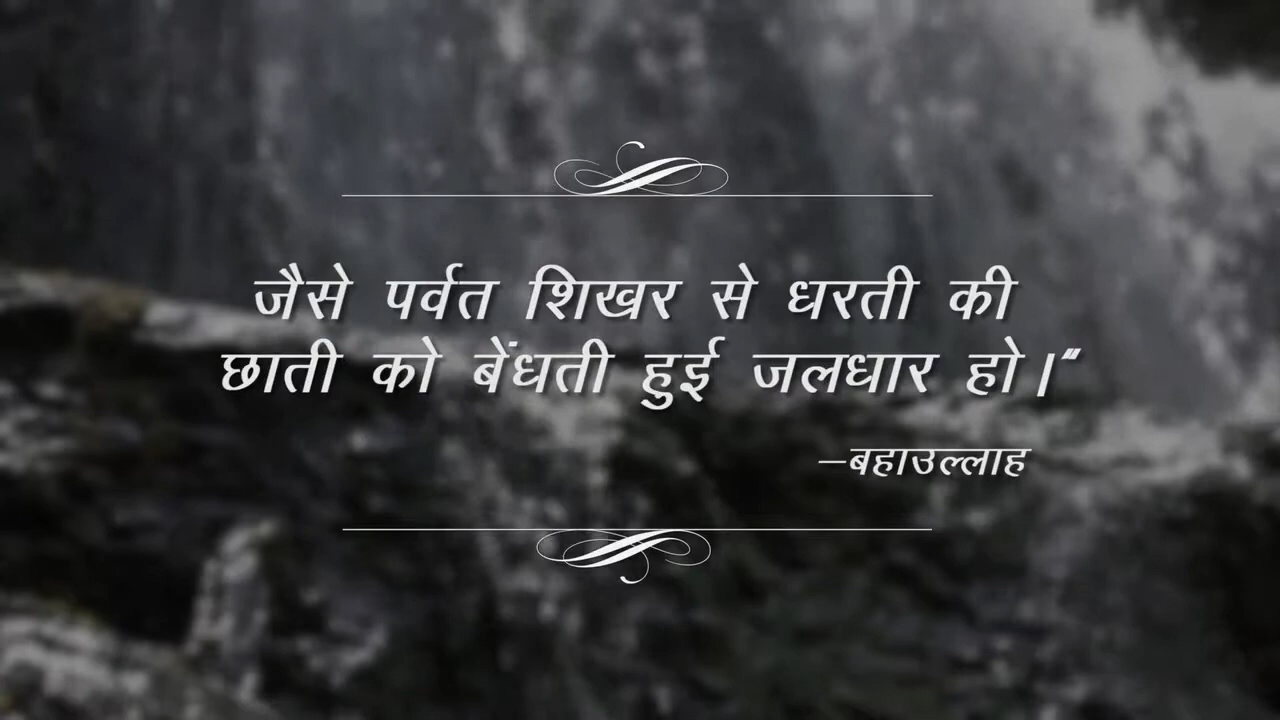 जैसे पर्वत शिखर से धरती की
छाती को बेंधती हुई जलधार हो।”
—बहाउल्लाह